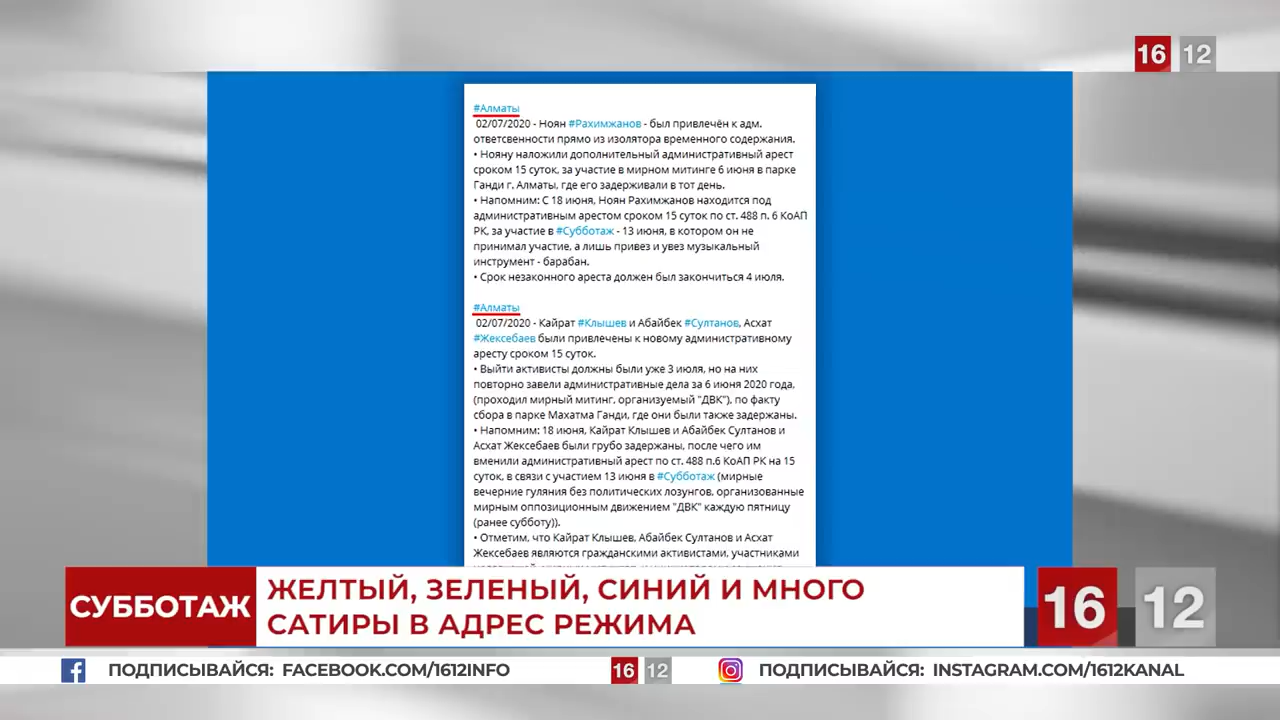 16 12
#Алматы
02/07/2020 - Ноян #Рахимжанов - был привлечён к адм.
ответсвенности прямо из изолятора временного содержания.
• Нояну наложили дополнительный административный арест
сроком 15 суток, за участие в мирном митинге 6 июня в парке
Ганди г. Алматы, где его задерживали в тот день.
• Напомним: С 18 июня, Ноян Рахимжанов находится под
административным арестом сроком 15 суток по ст. 488 п. 6 КоАП
РК, за участие в #Субботаж - 13 июня, в котором он не
принимал участие, а лишь привез и увез музыкальный
инструмент - барабан.
• Срок незаконного ареста должен был закончиться 4 июля.
#Алматы
02/07/2020 - Кайрат #Клышев и Абайбек #Султанов, Асхат
#Жексебаев были привлечены к новому административному
аресту сроком 15 суток.
• Выйти активисты должны были уже 3 июля, но на них
повторно завели административные дела за 6 июня 2020 года,
(проходил мирный митинг, организуемый "ДВК"), по факту
сбора в парке Махатма Ганди, где они были также задержаны.
• Напомним: 18 июня, Кайрат Клышев и Абайбек Султанов и
Асхат Жексебаев были грубо задержаны, после чего им
вменили административный арест по ст. 488 п.6 КоАП РК на 15
суток, в связи с участием 13 июня в #Субботаж (мирные
вечерние гуляния без политических лозунгов, организованные
мирным оппозиционным движением "ДВК" каждую пятницу
(ранее субботу)).
• Отметим, что Кайрат Клышев, Абайбек Султанов и Асхат
Жексебаев являются гражданскими активистами, участниками
СУББОТАЖ
ЖЕЛТЫЙ, ЗЕЛЕНЫЙ, СИНИЙ И МНОГО
САТИРЫ В АДРЕС РЕЖИМА
16 12
ПОДПИСЫВАЙСЯ: FACEBOOK.COM/1612INFO
16 12
ПОДПИСЫВАЙСЯ: INSTAGRAM.COM/1612KANAL